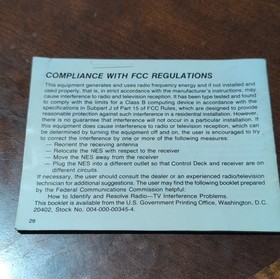 COMPLIANCE WITH FCC REGULATIONS
This equipment generates and uses radio frequency energy and if not installed and
used properly, that is, in strict accordance with the manufacturer's instructions, may
cause interference to radio and television reception. It has been type tested and found
to comply with the limits for a Class B computing device in accordance with the
specifications in Subpart J of Part 15 of FCC Rules, which are designed to provide
reasonable protection against such interference in a residential installation. However,
there is no guarantee that interference will not occur in a particular installation. If
this equipment does cause interference to radio or television reception, which can
be determined by turning the equipment off and on, the user is encouraged to try
to correct the interference by one or more of the following measures:
— Reorient the receiving antenna
— Relocate the NES with respect to the receiver
— Move the NES away from the receiver
— Plug the NES into a different outlet so that Control Deck and receiver are on
different circuits.
If necessary, the user should consult the dealer or an experienced radio/television
technician for additional suggestions. The user may find the following booklet prepared
by the Federal Communications Commission helpful:
How to Identify and Resolve Radio—TV Interference Problems.
This booklet is available from the U.S. Government Printing Office, Washington, D.C.
20402, Stock No. 004-000-00345-4.